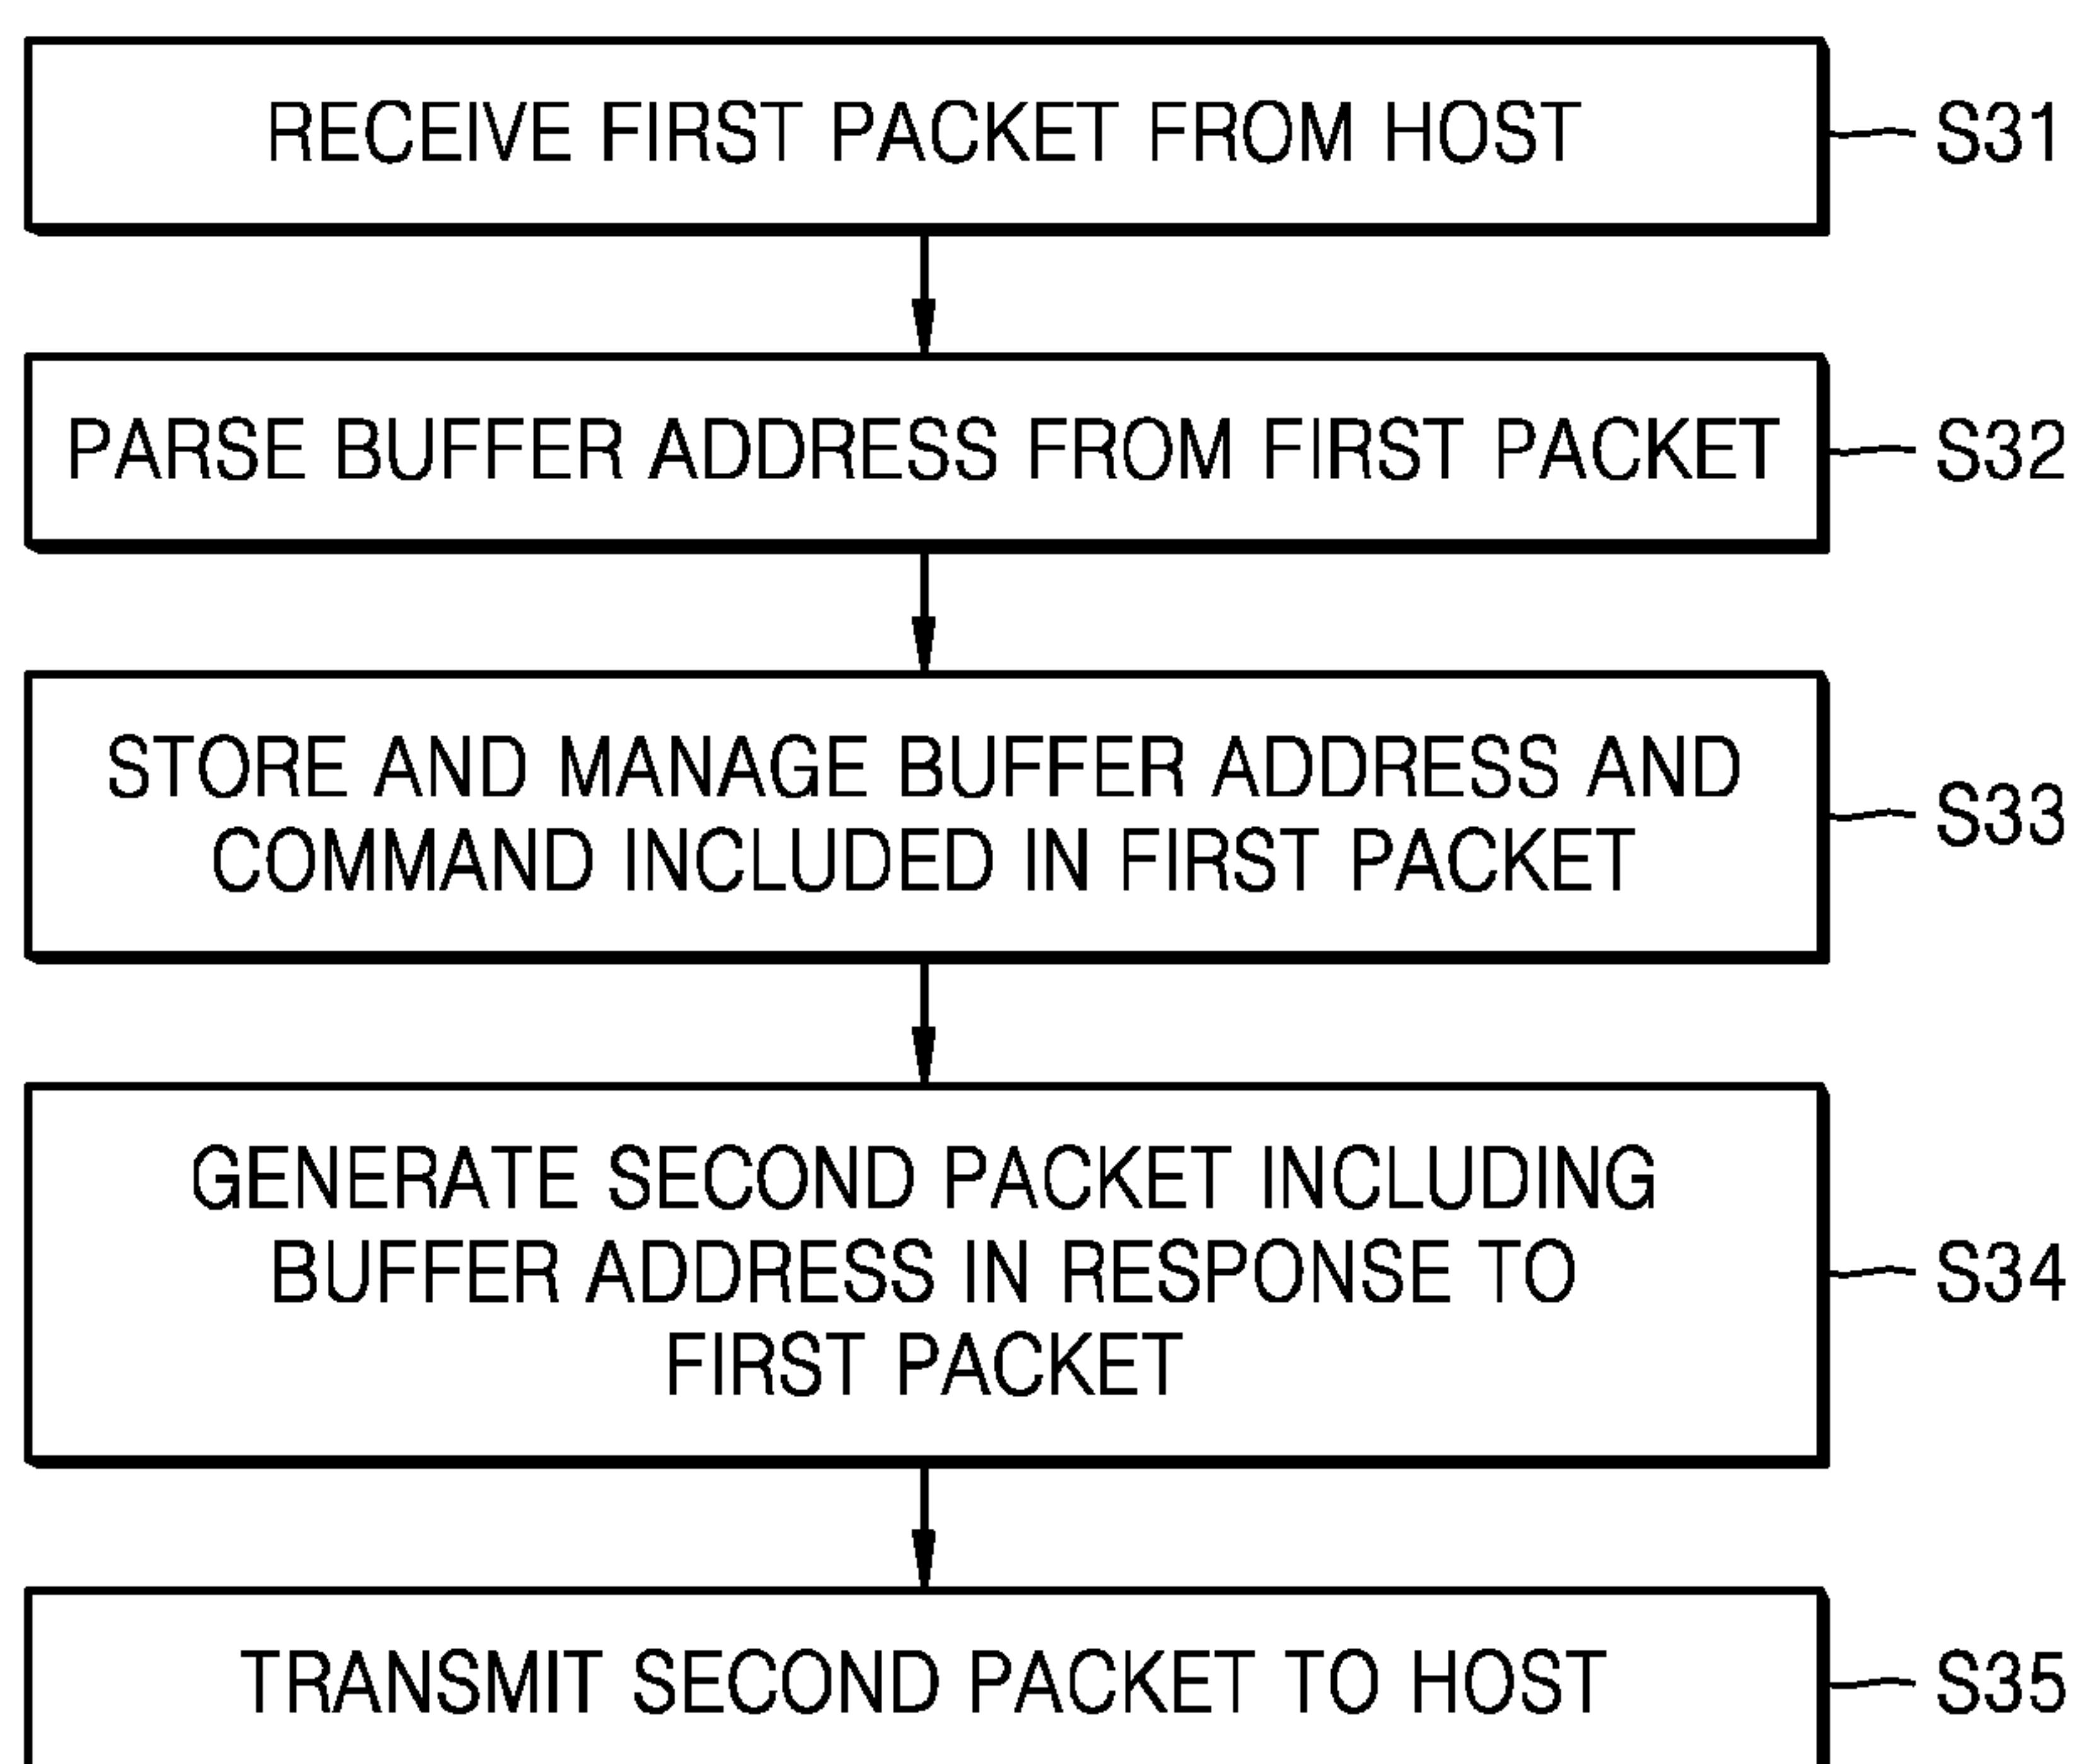 RECEIVE FIRST PACKET FROM HOST
S31
PARSE BUFFER ADDRESS FROM FIRST PACKET
S32
STORE AND MANAGE BUFFER ADDRESS AND
COMMAND INCLUDED IN FIRST PACKET
S33
GENERATE SECOND PACKET INCLUDING
BUFFER ADDRESS IN RESPONSE TO
FIRST PACKET
S34
TRANSMIT SECOND PACKET TO HOST
S35